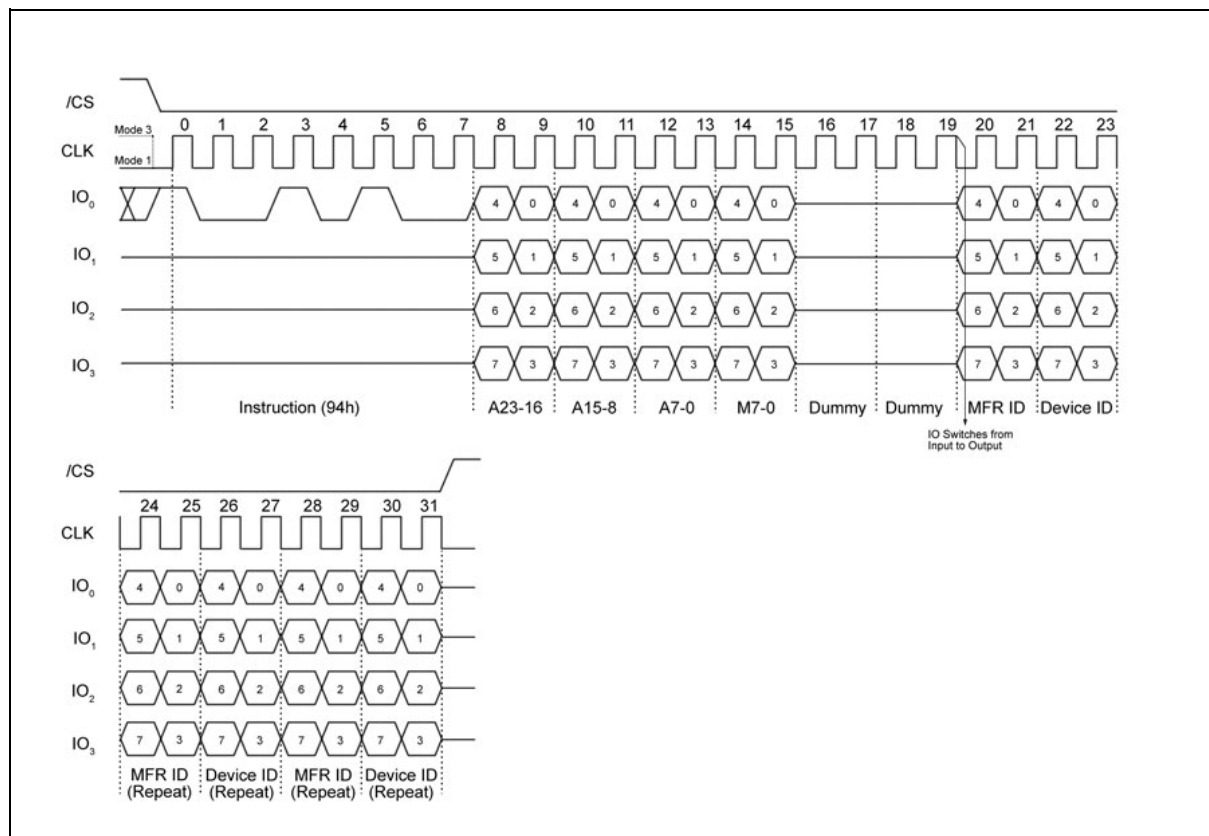 /CS
Mode 3
0 1 2 3 4 5 6 7 8 9 10 11 12 13 14 15 16 17 18 19 20 21 22 23
CLK
Mode 1
IO0 4 0 4 0 4 0 4 0 4 0 4 0
IO1 5 1 5 1 5 1 5 1 5 1 5 1
IO2 6 2 6 2 6 2 6 2 6 2 6 2
IO3 7 3 7 3 7 3 7 3 7 3 7 3
Instruction (94h) A23-16 A15-8 A7-0 M7-0 Dummy Dummy MFR ID Device ID
IO Switches from
Input to Output
/CS
24 25 26 27 28 29 30 31
CLK
IO0 4 0 4 0 4 0 4 0
IO1 5 1 5 1 5 1 5 1
IO2 6 2 6 2 6 2 6 2
IO3 7 3 7 3 7 3 7 3
MFR ID Device ID MFR ID Device ID
(Repeat) (Repeat) (Repeat) (Repeat)